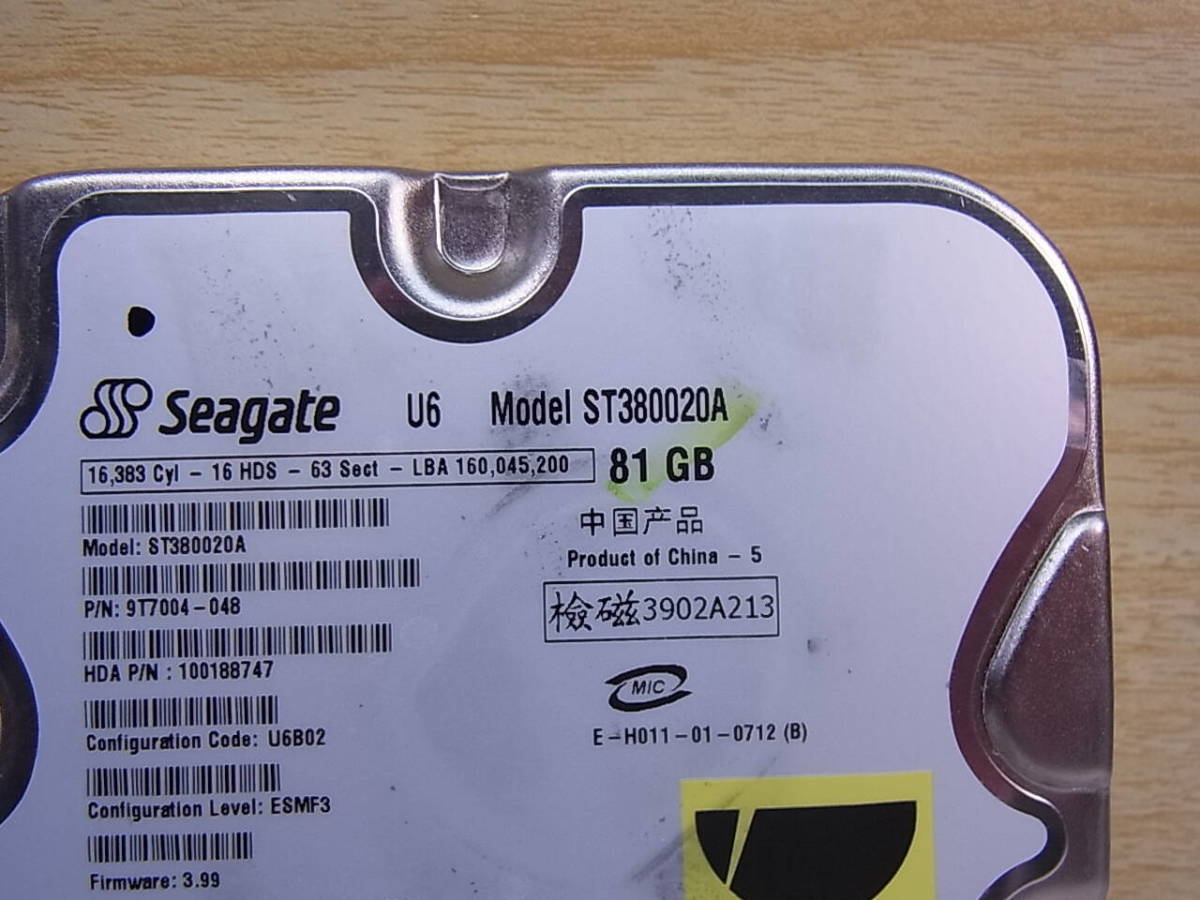 Seagate U6 Model ST380020A
16,383 Cyl - 16 HDS - 63 Sect - LBA 160,045,200 81 GB
Model: ST380020A
P/N: 9T7004-048
HDA P/N : 100188747
Configuration Code: U6B02
Configuration Level: ESMF3
Firmware: 3.99
中国产品
Product of China - 5
檢磁3902A213
MIC
E-H011-01-0712 (B)